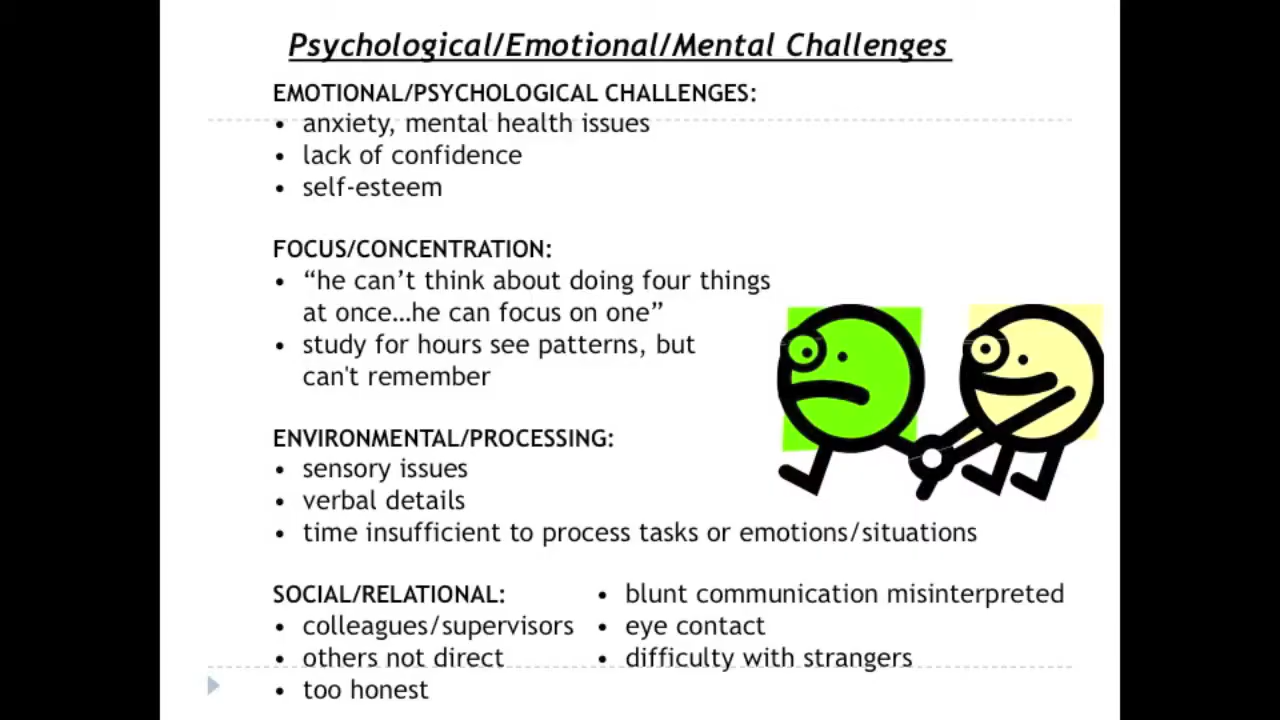 Psychological/Emotional/Mental Challenges
EMOTIONAL/PSYCHOLOGICAL CHALLENGES:
• anxiety, mental health issues
• lack of confidence
• self-esteem
FOCUS/CONCENTRATION:
• “he can’t think about doing four things
at once…he can focus on one”
• study for hours see patterns, but
can't remember
ENVIRONMENTAL/PROCESSING:
• sensory issues
• verbal details
• time insufficient to process tasks or emotions/situations
SOCIAL/RELATIONAL:
• colleagues/supervisors
• others not direct
• too honest
• blunt communication misinterpreted
• eye contact
• difficulty with strangers